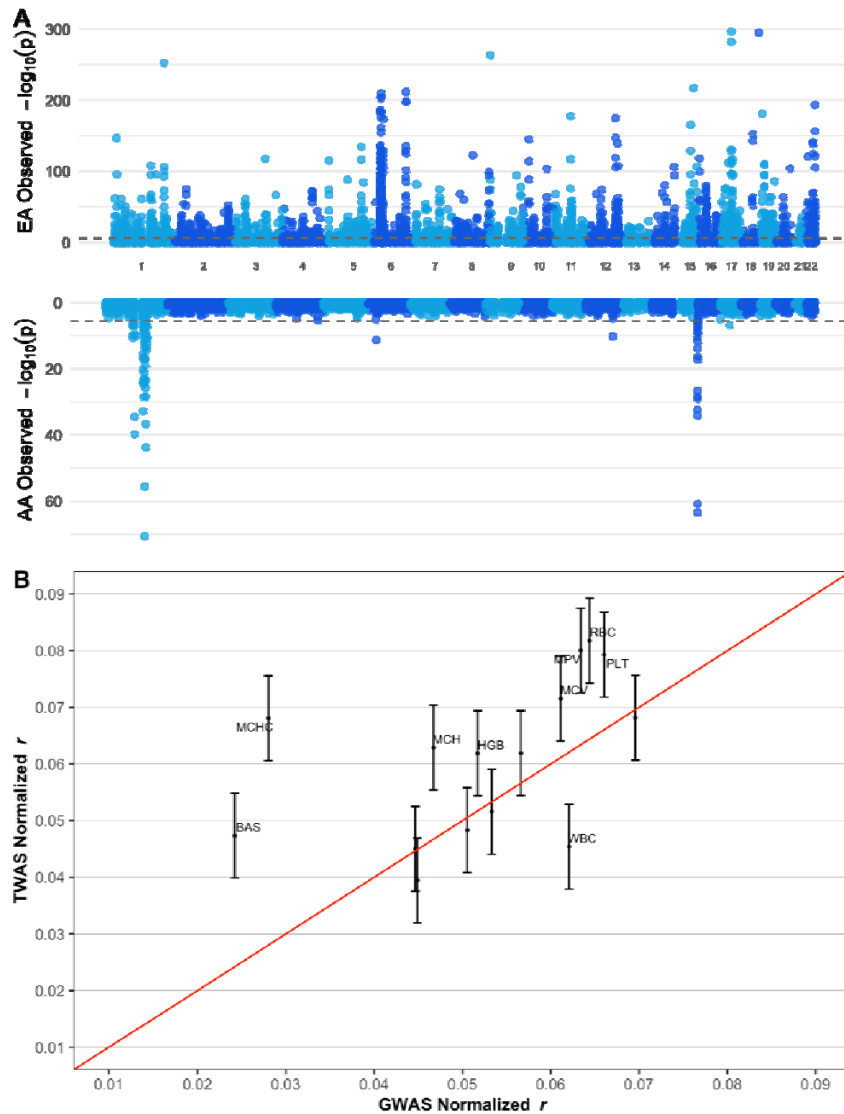 A
EA Observed −log10(p)
300
200
100
0
1 2 3 4 5 6 7 8 9 10 11 12 13 14 15 16 17 18 19 20 2122
AA Observed −log10(p)
0
20
40
60
B
TWAS Normalized r
0.09
0.08
0.07
0.06
0.05
0.04
0.03
0.02
0.01
RBC
MPV
PLT
MCV
MCHC
MCH
HGB
BAS
WBC
0.01 0.02 0.03 0.04 0.05 0.06 0.07 0.08 0.09
GWAS Normalized r